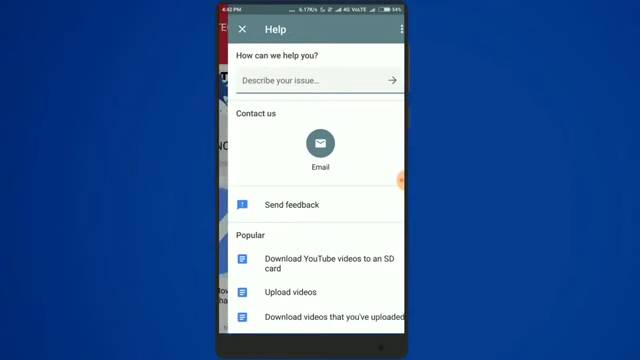 4:42 PM ... 6.17K/s 4G VoLTE 54%
Help
How can we help you?
Describe your issue...
Contact us
Email
Send feedback
Popular
Download YouTube videos to an SD
card
Upload videos
Download videos that you've uploaded